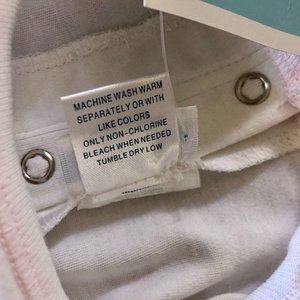 MACHINE WASH WARM
SEPARATELY OR WITH
LIKE COLORS
ONLY NON-CHLORINE
BLEACH WHEN NEEDED
TUMBLE DRY LOW